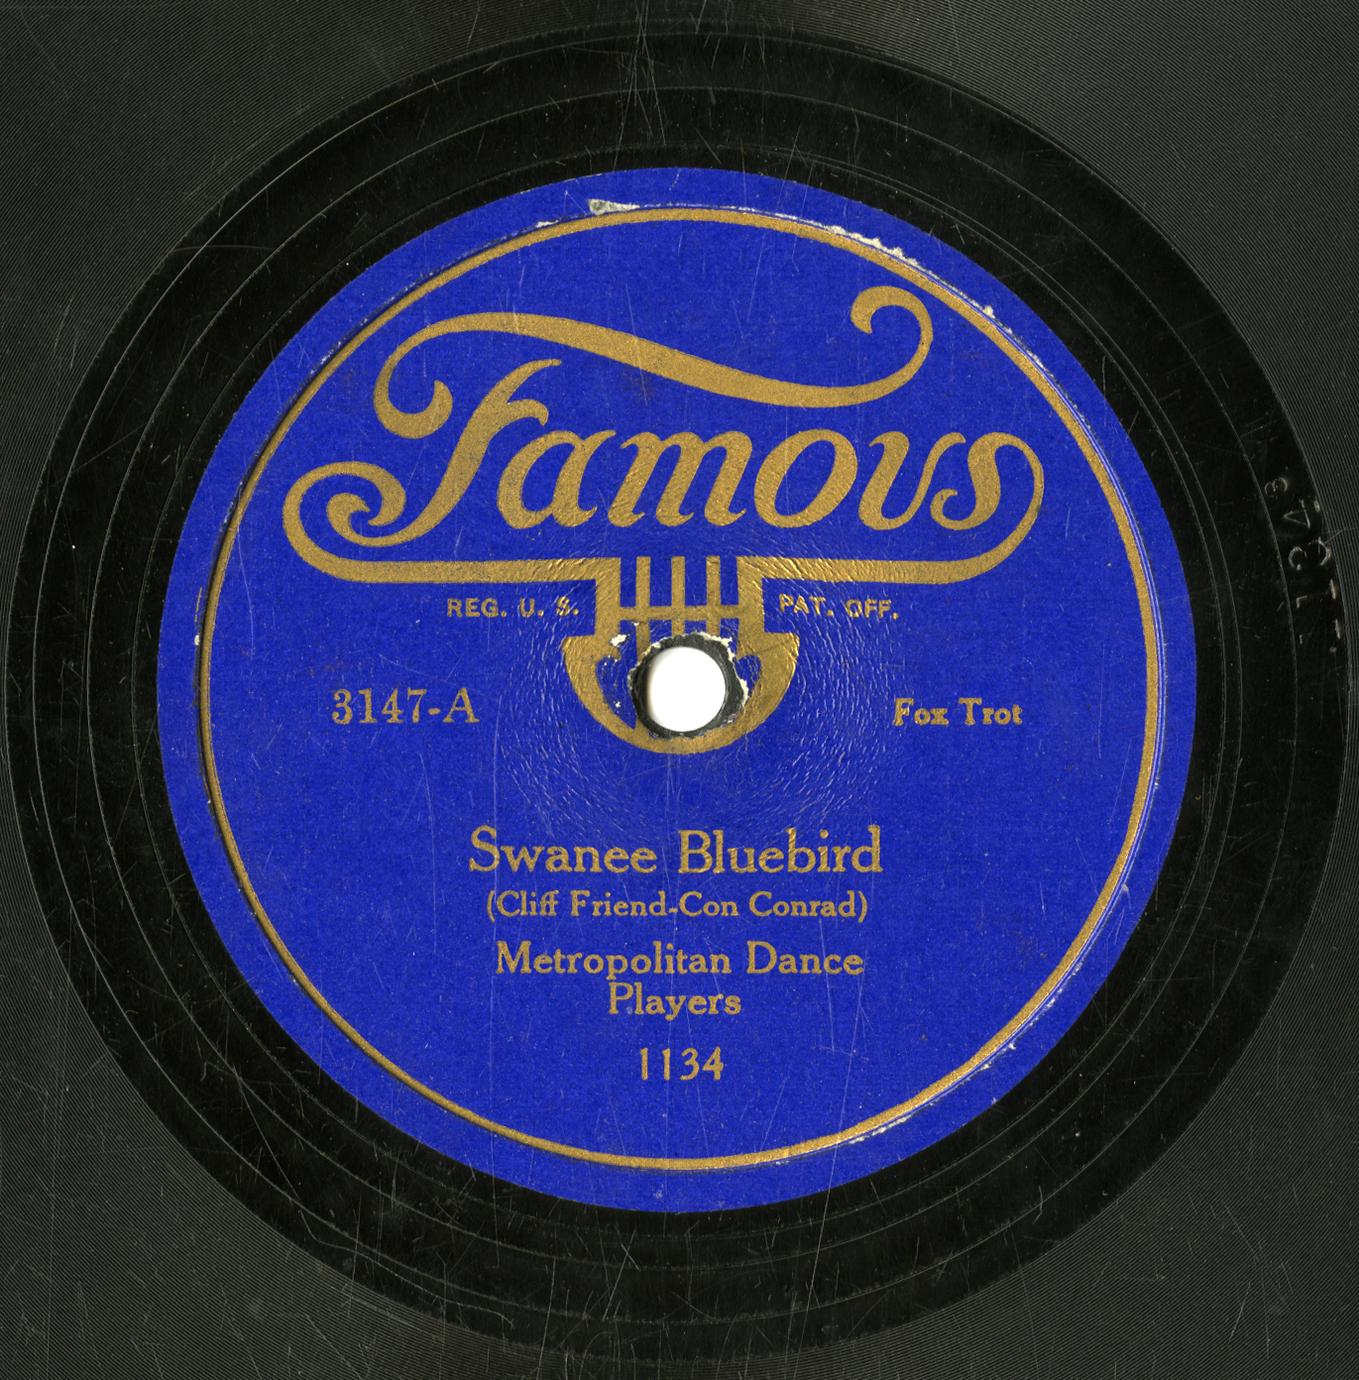 Famous
REG. U. S. PAT. OFF.
3147-A Fox Trot
Swanee Bluebird
(Cliff Friend-Con Conrad)
Metropolitan Dance
Players
1134